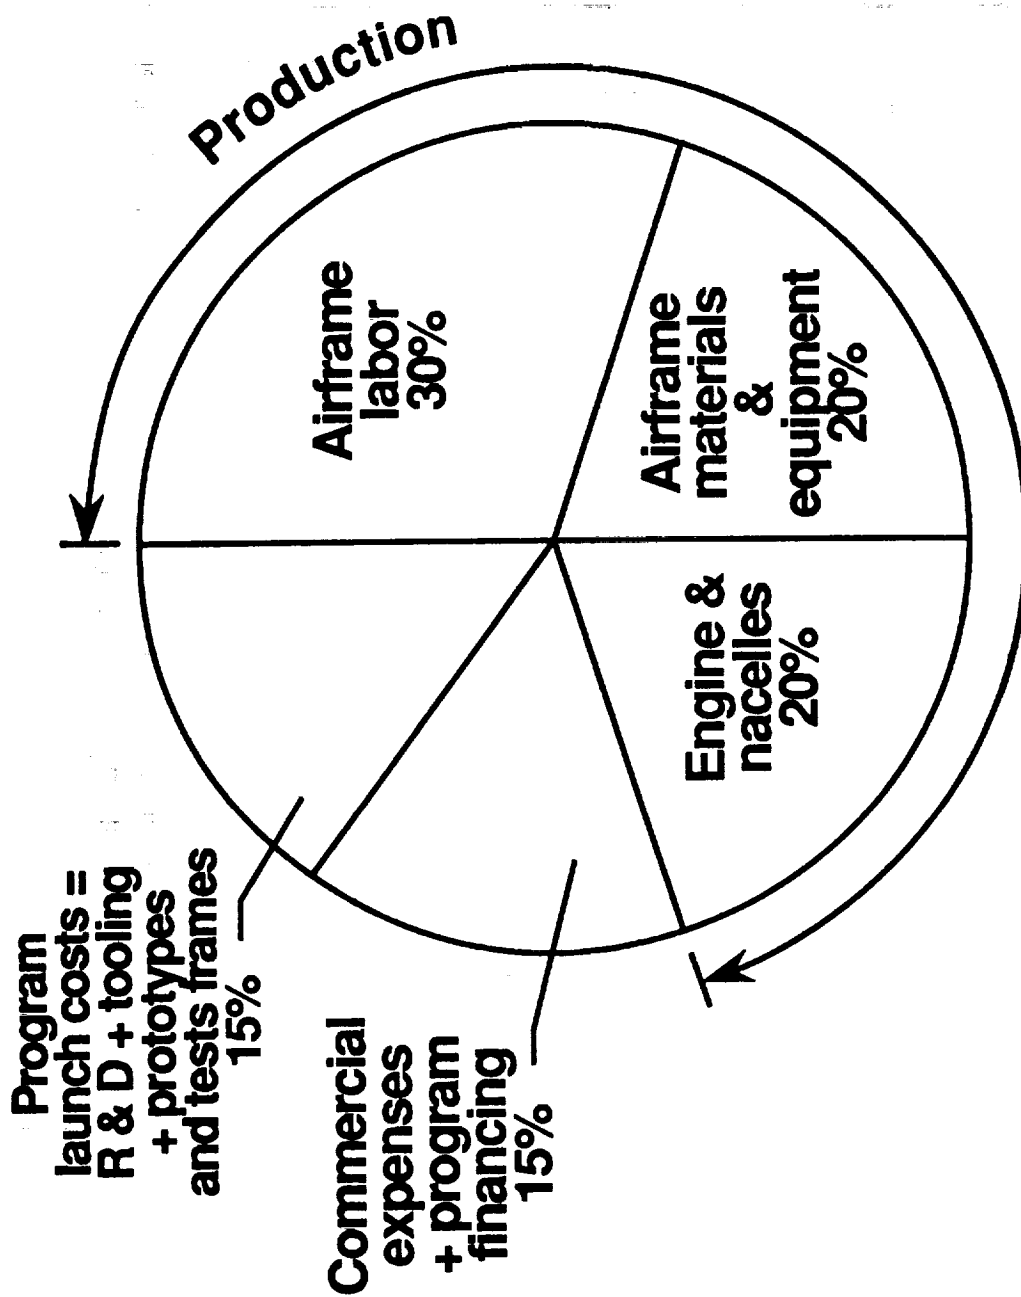 Program
launch costs =
R & D + tooling
+ prototypes
and tests frames
15%
Production
Airframe
labor
30%
Commercial
expenses
+ program
financing
15%
Airframe
materials
&
equipment
20%
Engine &
nacelles
20%